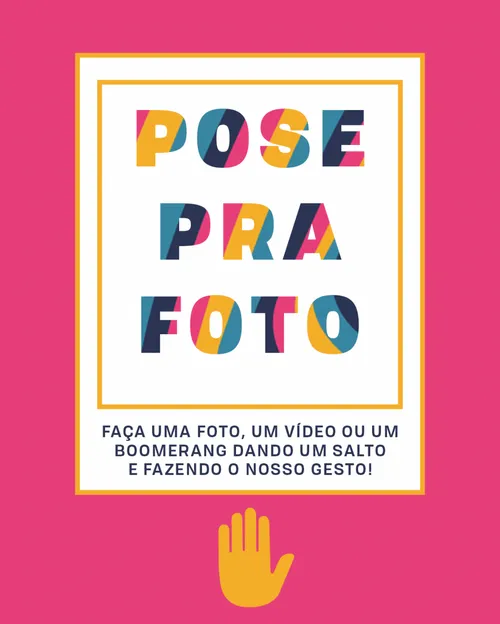 POSE
PRA
FOTO
FAÇA UMA FOTO, UM VÍDEO OU UM
BOOMERANG DANDO UM SALTO
E FAZENDO O NOSSO GESTO!